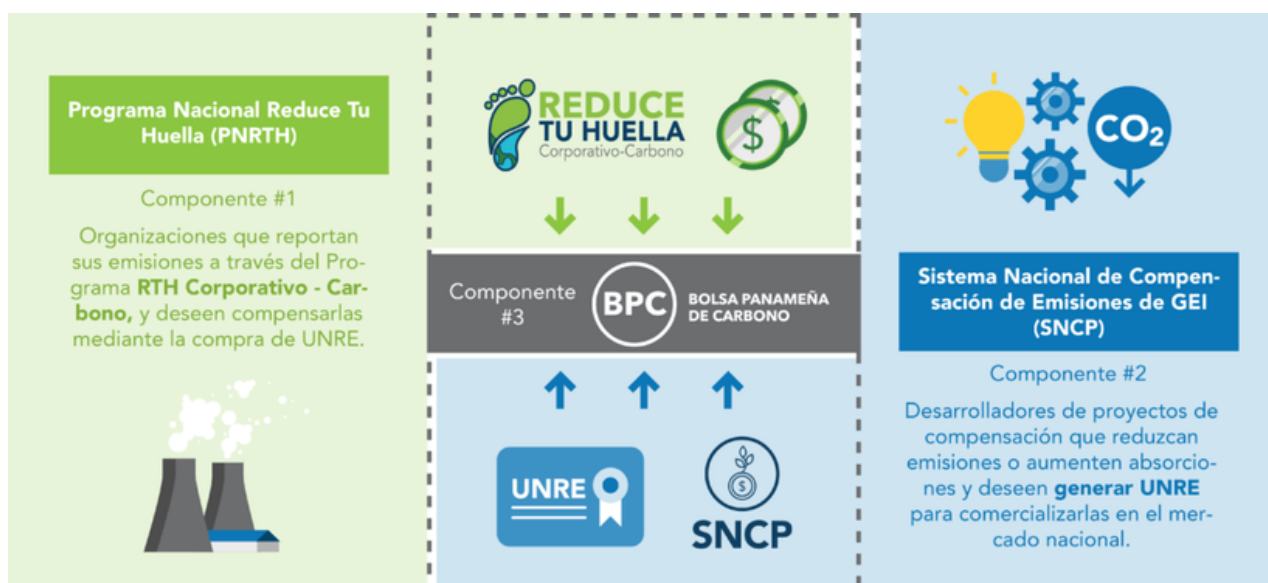 Programa Nacional Reduce Tu
Huella (PNRTH)
Componente #1
Organizaciones que reportan
sus emisiones a través del Pro-
grama RTH Corporativo - Car-
bono, y deseen compensarlas
mediante la compra de UNRE.
REDUCE
TU HUELLA
Corporativo-Carbono
$
Componente
#3
BPC
BOLSA PANAMEÑA
DE CARBONO
UNRE
$
SNCP
CO₂
Sistema Nacional de Compen-
sación de Emisiones de GEI
(SNCP)
Componente #2
Desarrolladores de proyectos de
compensación que reduzcan
emisiones o aumenten absorcio-
nes y deseen generar UNRE
para comercializarlas en el mer-
cado nacional.